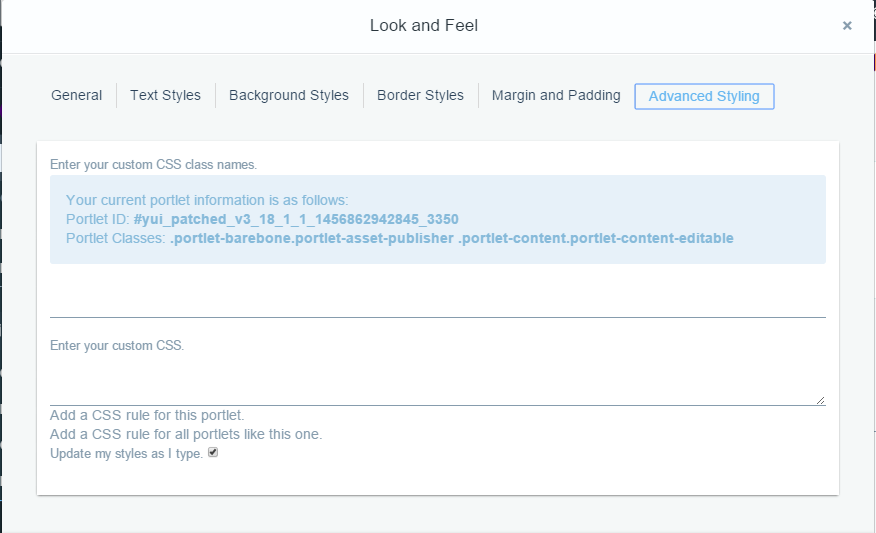 Look and Feel
×
General Text Styles Background Styles Border Styles Margin and Padding Advanced Styling
Enter your custom CSS class names.
Your current portlet information is as follows:
Portlet ID: #yui_patched_v3_18_1_1_1456862942845_3350
Portlet Classes: .portlet-barebone.portlet-asset-publisher .portlet-content.portlet-content-editable
Enter your custom CSS.
Add a CSS rule for this portlet.
Add a CSS rule for all portlets like this one.
Update my styles as I type.